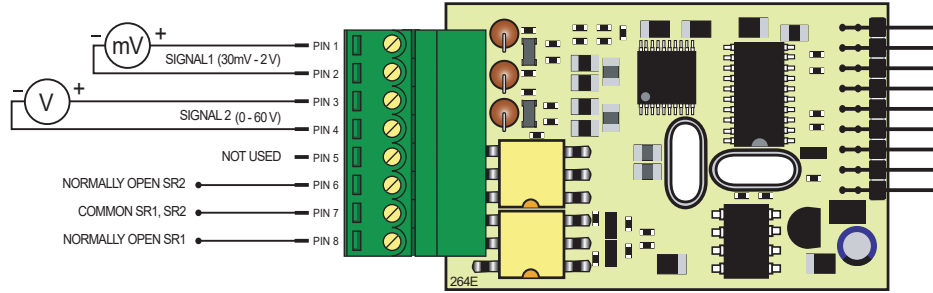 mV
PIN 1
SIGNAL1 (30mV - 2 V)
PIN 2
V
PIN 3
SIGNAL 2 (0 - 60 V)
PIN 4
NOT USED PIN 5
NORMALLY OPEN SR2 PIN 6
COMMON SR1, SR2 PIN 7
NORMALLY OPEN SR1 PIN 8
264E